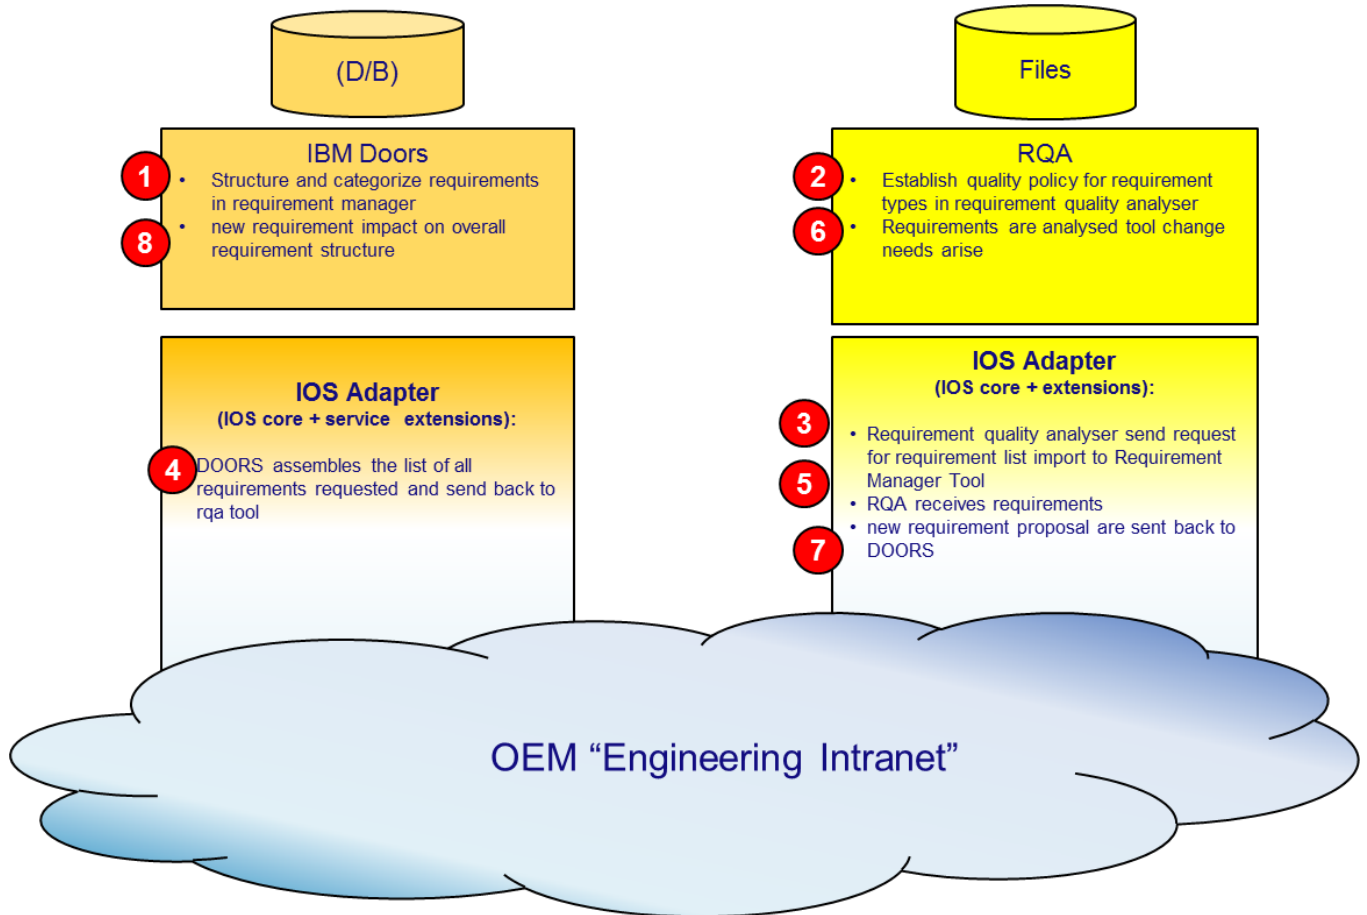 (D/B)
IBM Doors
1
• Structure and categorize requirements
in requirement manager
8
• new requirement impact on overall
requirement structure
IOS Adapter
(IOS core + service extensions):
4
DOORS assembles the list of all
requirements requested and send back to
rqa tool
Files
RQA
2
• Establish quality policy for requirement
types in requirement quality analyser
6
• Requirements are analysed tool change
needs arise
IOS Adapter
(IOS core + extensions):
3
• Requirement quality analyser send request
for requirement list import to Requirement
Manager Tool
5
• RQA receives requirements
7
• new requirement proposal are sent back to
DOORS
OEM “Engineering Intranet”